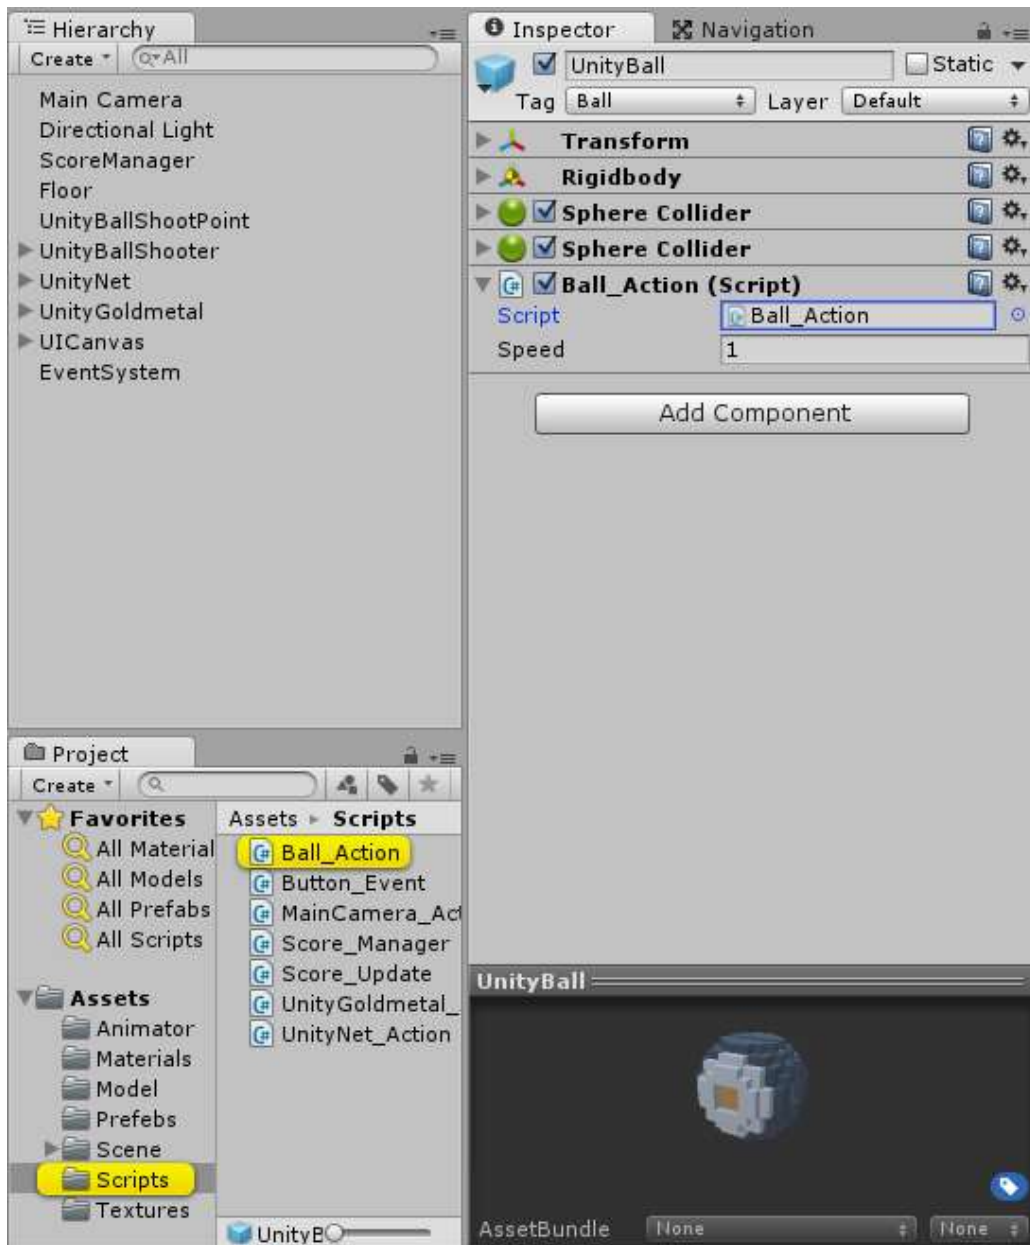 Hierarchy
Create
All
Main Camera
Directional Light
ScoreManager
Floor
UnityBallShootPoint
UnityBallShooter
UnityNet
UnityGoldmetal
UICanvas
EventSystem
Inspector
Navigation
UnityBall
Static
Tag Ball Layer Default
Transform
Rigidbody
Sphere Collider
Sphere Collider
Ball_Action (Script)
Script Ball_Action
Speed 1
Add Component
Project
Create
Favorites
All Material
All Models
All Prefabs
All Scripts
Assets
Animator
Materials
Model
Prefebs
Scene
Scripts
Textures
Assets Scripts
Ball_Action
Button_Event
MainCamera_Act
Score_Manager
Score_Update
UnityGoldmetal_
UnityNet_Action
UnityB
UnityBall
AssetBundle None None